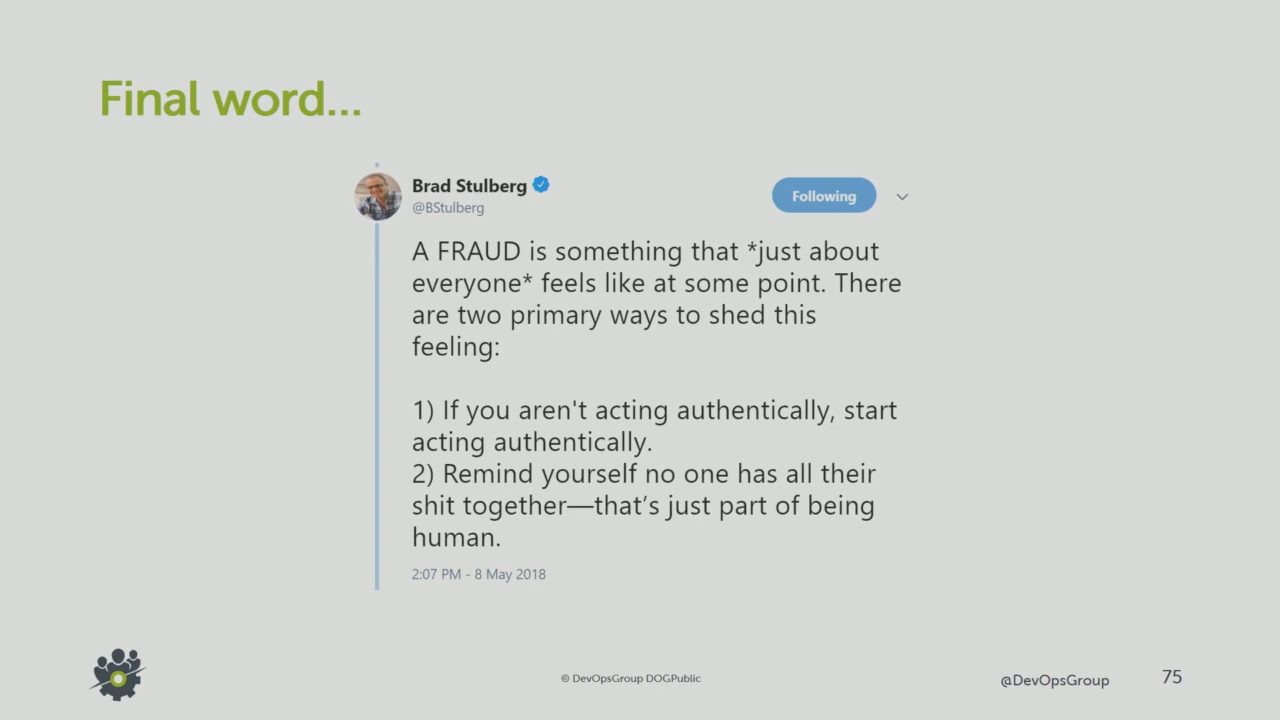 Final word...
Brad Stulberg
@BStulberg
Following
A FRAUD is something that *just about
everyone* feels like at some point. There
are two primary ways to shed this
feeling:
1) If you aren't acting authentically, start
acting authentically.
2) Remind yourself no one has all their
shit together—that’s just part of being
human.
2:07 PM - 8 May 2018
© DevOpsGroup DOGPublic
@DevOpsGroup
75